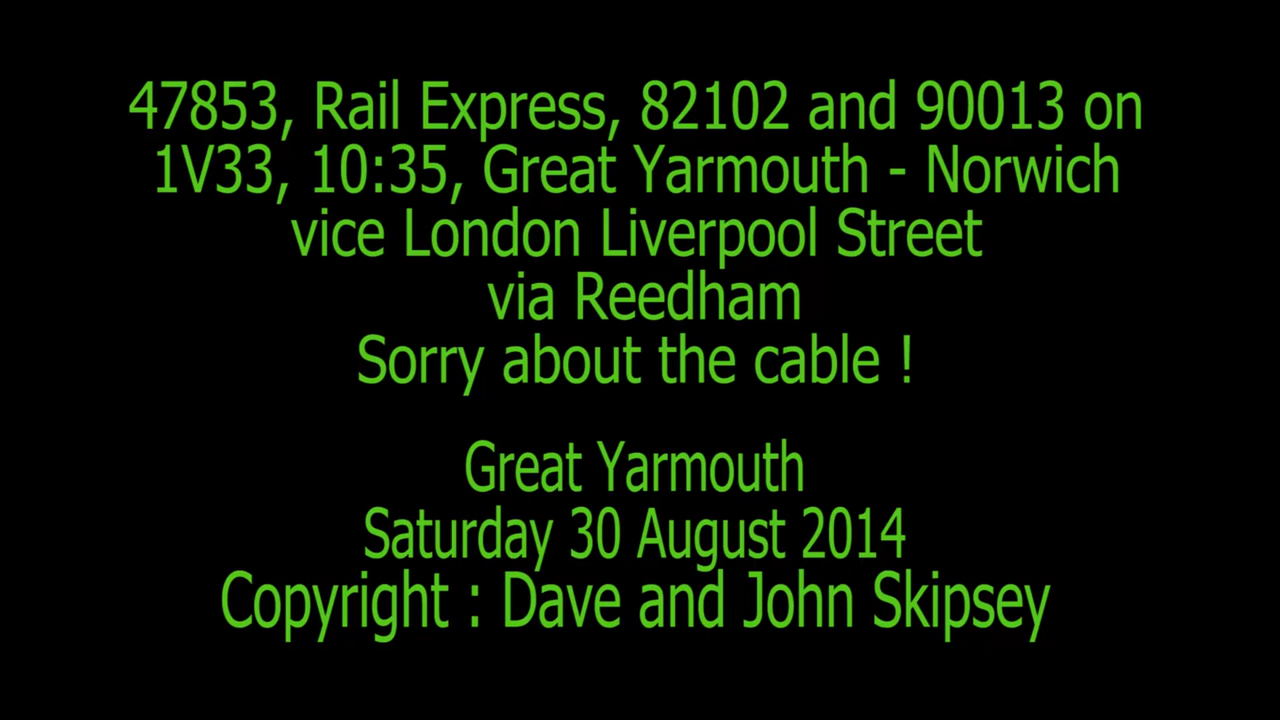 47853, Rail Express, 82102 and 90013 on
1V33, 10:35, Great Yarmouth - Norwich
vice London Liverpool Street
via Reedham
Sorry about the cable !
Great Yarmouth
Saturday 30 August 2014
Copyright : Dave and John Skipsey